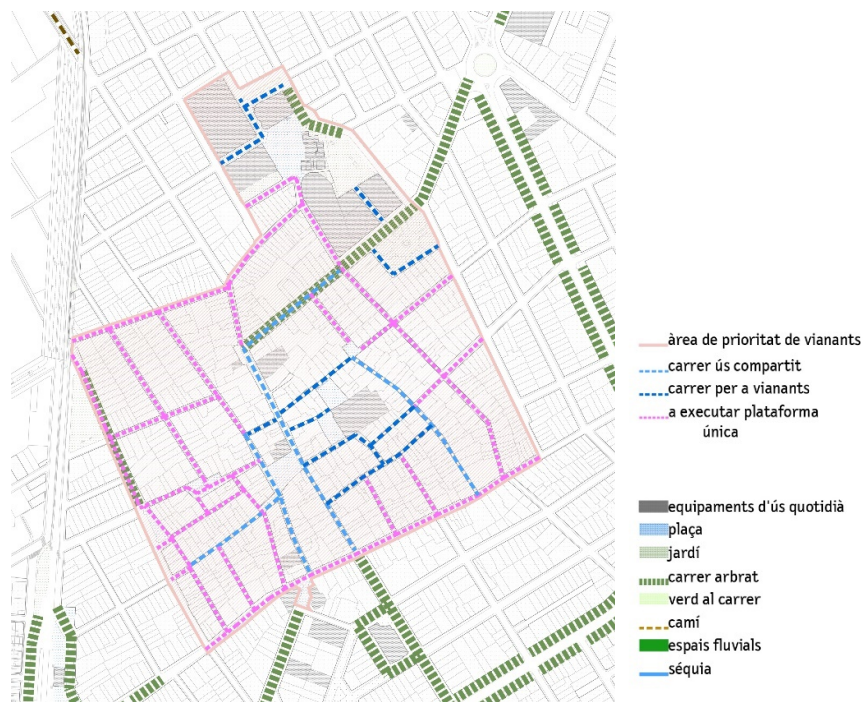 àrea de prioritat de vianants
carrer ús compartit
carrer per a vianants
a executar plataforma
única
equipaments d'ús quotidià
plaça
jardí
carrer arbrat
verd al carrer
camí
espais fluvials
séquia